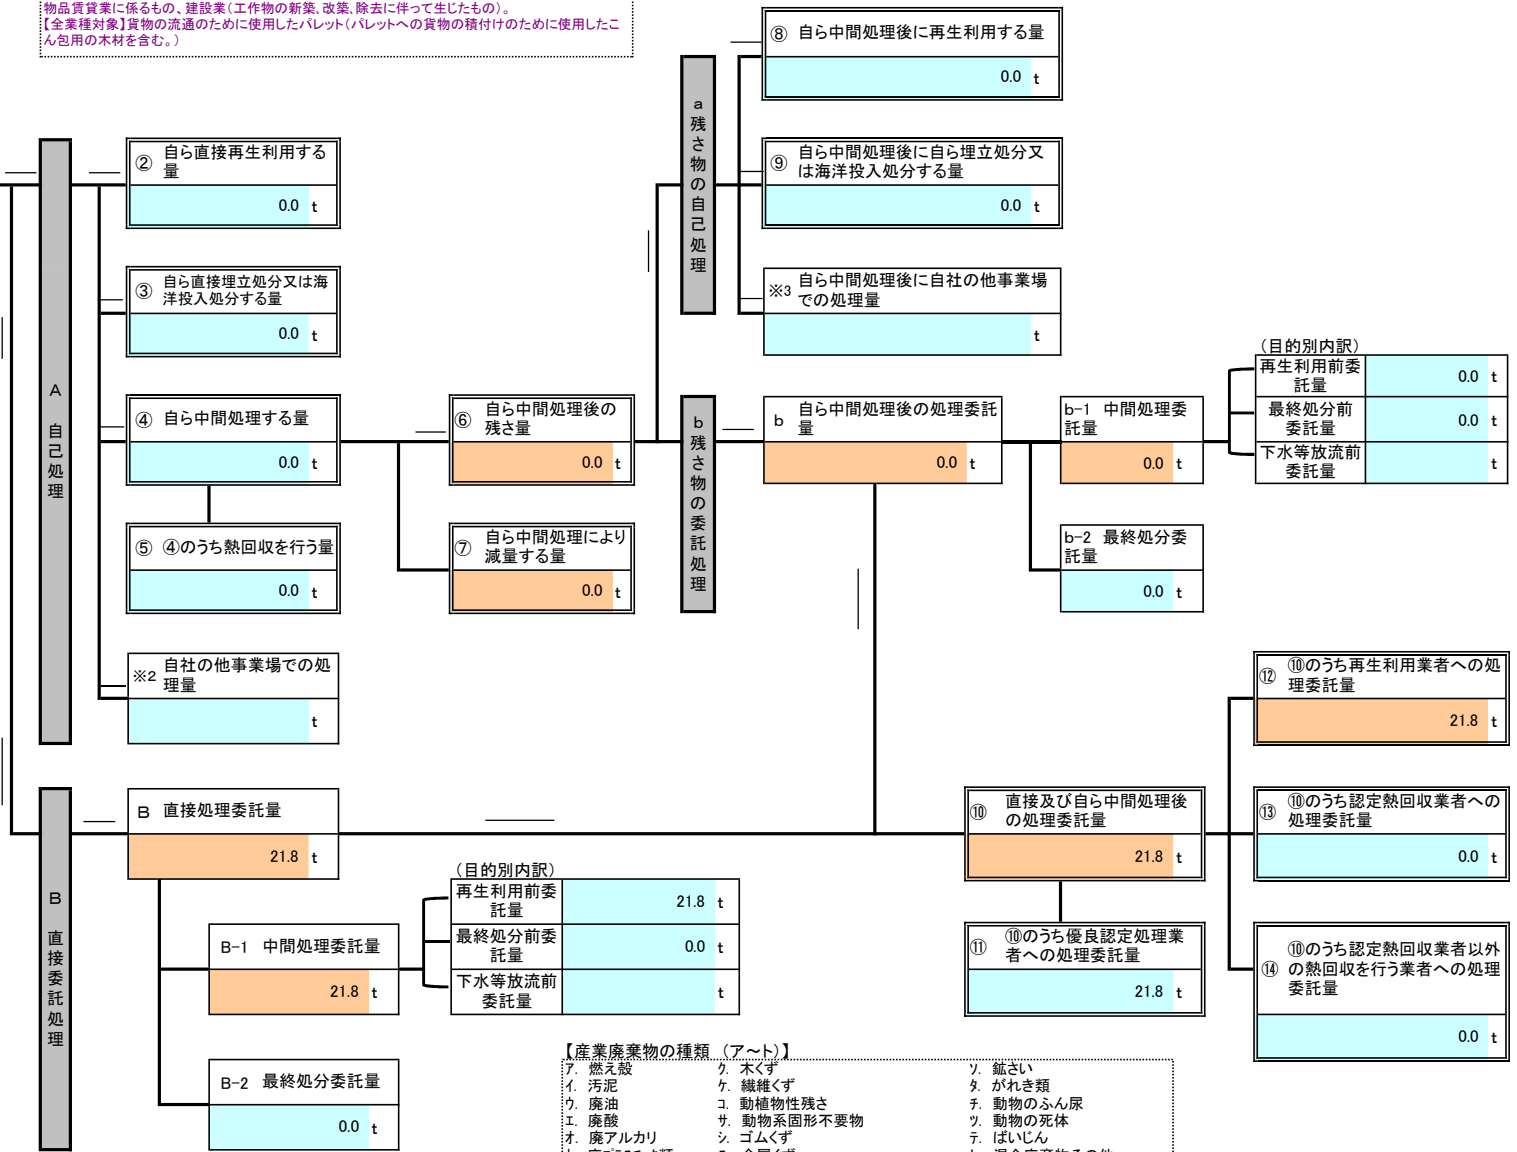 物品賃貸業に係るもの、建設業(工作物の新築、改築、除去に伴って生じたもの)。
【全業種対象】貨物の流通のために使用したパレット(パレットへの貨物の積付けのために使用したこ
ん包用の木材を含む。)
⑧ 自ら中間処理後に再生利用する量
0.0 t
a 残さ物の自己処理
⑨ 自ら中間処理後に自ら埋立処分又
は海洋投入処分する量
0.0 t
※3 自ら中間処理後に自社の他事業場
での処理量
t
A 自己処理
② 自ら直接再生利用する
量
0.0 t
③ 自ら直接埋立処分又は海
洋投入処分する量
0.0 t
④ 自ら中間処理する量
0.0 t
⑤ ④のうち熱回収を行う量
0.0 t
※2 自社の他事業場での処
理量
t
⑥ 自ら中間処理後の
残さ量
0.0 t
⑦ 自ら中間処理により
減量する量
0.0 t
b 残さ物の委託処理
b 自ら中間処理後の処理委託
量
0.0 t
b-1 中間処理委
託量
0.0 t
(目的別内訳)
再生利用前委
託量
0.0 t
最終処分前
委託量
0.0 t
下水等放流前
委託量
t
b-2 最終処分委
託量
0.0 t
B 直接委託処理
B 直接処理委託量
21.8 t
B-1 中間処理委託量
21.8 t
(目的別内訳)
再生利用前委
託量
21.8 t
最終処分前委
託量
0.0 t
下水等放流前
委託量
t
B-2 最終処分委託量
0.0 t
⑩ 直接及び自ら中間処理後
の処理委託量
21.8 t
⑪ ⑩のうち優良認定処理業
者への処理委託量
21.8 t
⑫ ⑩のうち再生利用業者への処
理委託量
21.8 t
⑬ ⑩のうち認定熱回収業者への
処理委託量
0.0 t
⑭ ⑩のうち認定熱回収業者以外
の熱回収を行う業者への処理
委託量
0.0 t
【産業廃棄物の種類 (ア～ト)】
ア. 燃え殻 ク. 木くず ソ. 鉱さい
イ. 汚泥 ケ. 繊維くず タ. がれき類
ウ. 廃油 コ. 動植物性残さ チ. 動物のふん尿
エ. 廃酸 サ. 動物系固形不要物 ツ. 動物の死体
オ. 廃アルカリ シ. ゴムくず テ. ばいじん